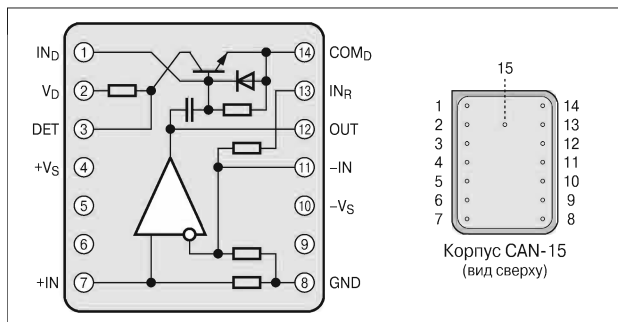 IND 1 14 COMD
VD 2 13 INR
DET 3 12 OUT
+VS 4 11 –IN
5 10 –VS
6 9
+IN 7 8 GND
15
1 14
2 13
3 12
4 11
5 10
6 9
7 8
Корпус CAN-15
(вид сверху)